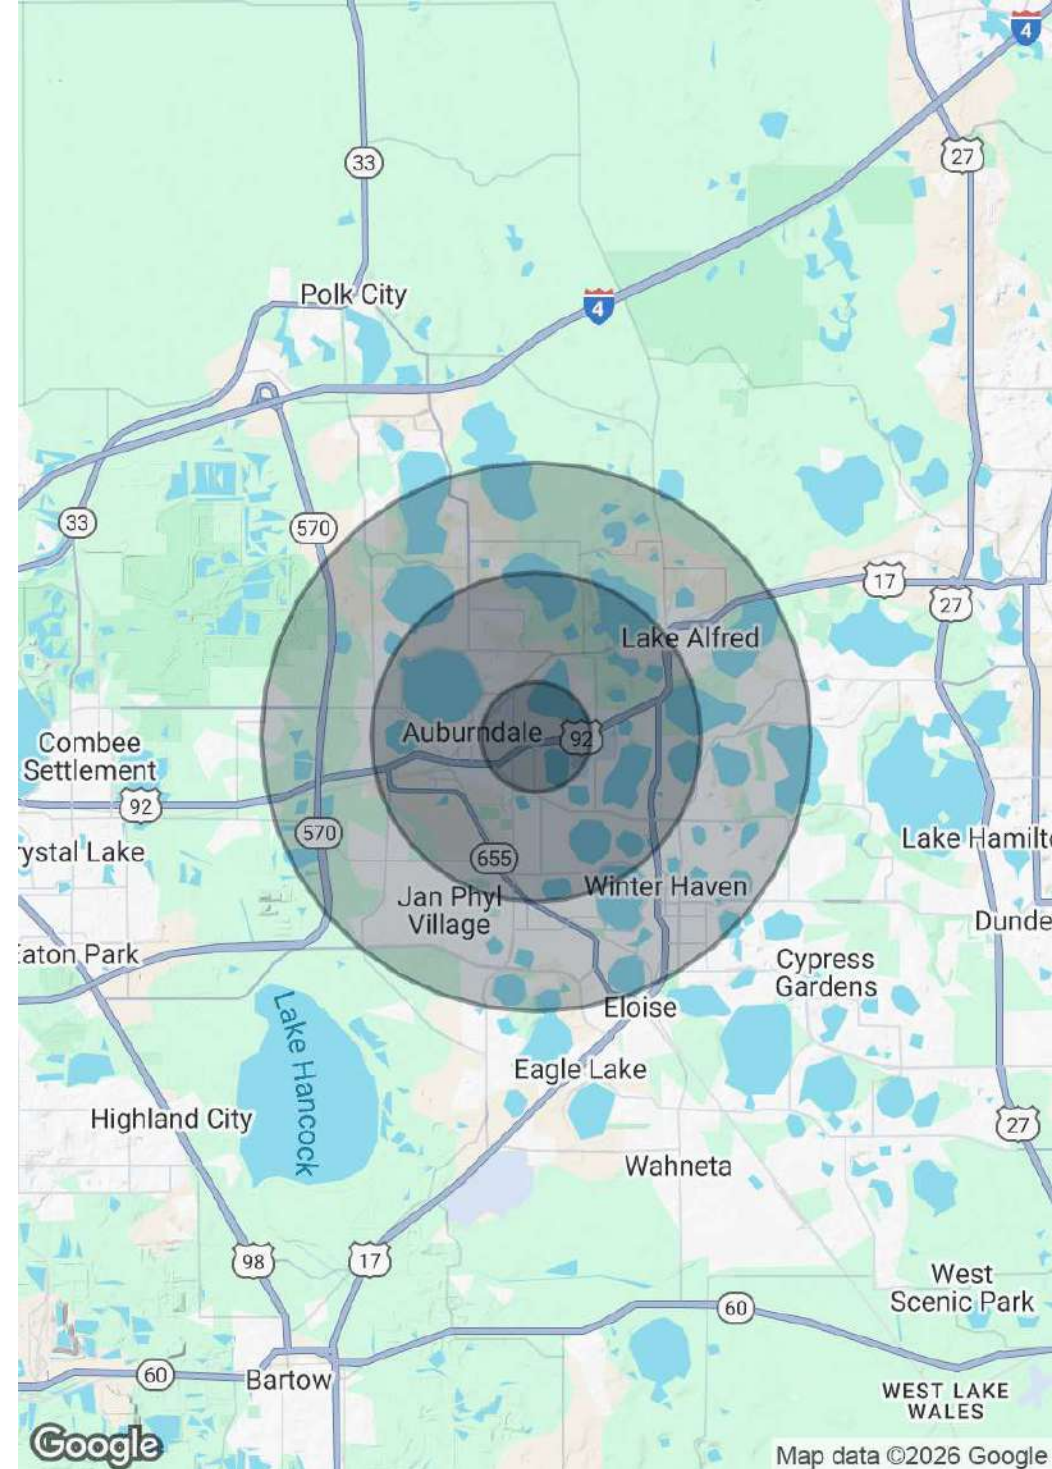 4
33
27
Polk City
4
33
570
17
27
Lake Alfred
Auburndale
92
Combee
Settlement
92
570
rystal Lake
Lake Hamilto
655
Winter Haven
Jan Phyl
Village
Dunde
Eaton Park
Cypress
Gardens
Eloise
Lake Hancock
Eagle Lake
Highland City
27
Wahneta
98
17
West
Scenic Park
60
60
Bartow
WEST LAKE
WALES
Google
Map data ©2026 Google